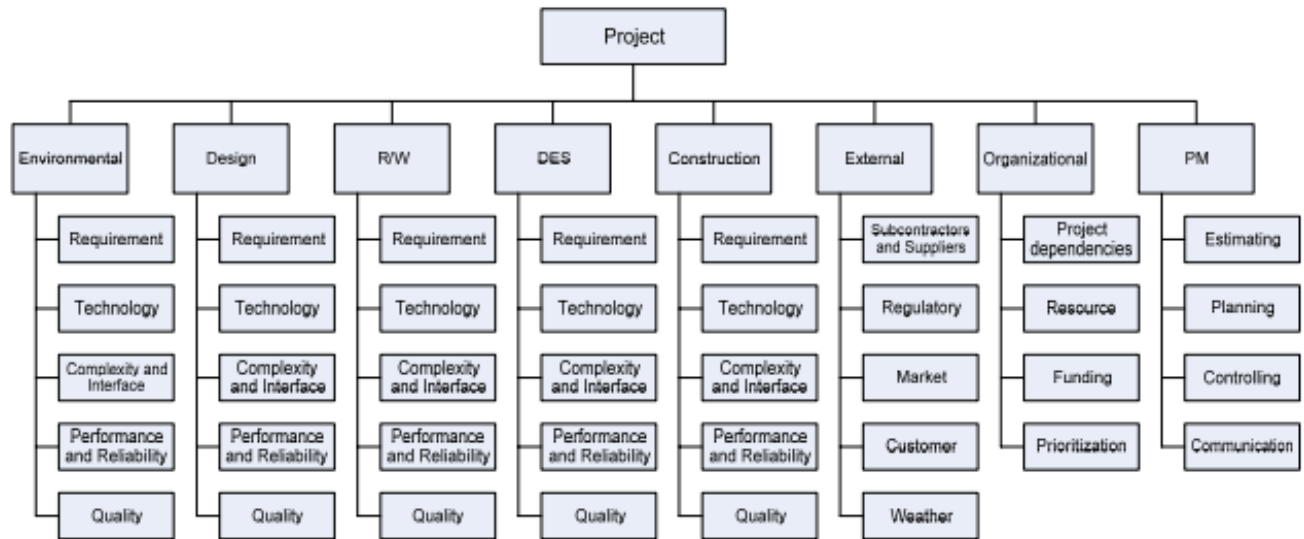 Project
Environmental
Design
R/W
DES
Construction
External
Organizational
PM
Requirement
Requirement
Requirement
Requirement
Requirement
Subcontractors
and Suppliers
Project
dependencies
Estimating
Technology
Technology
Technology
Technology
Technology
Regulatory
Resource
Planning
Complexity and
Interface
Complexity
and Interface
Complexity
and Interface
Complexity
and Interface
Complexity
and Interface
Market
Funding
Controlling
Performance
and Reliability
Performance
and Reliability
Performance
and Reliability
Performance
and Reliability
Performance
and Reliability
Customer
Prioritization
Communication
Quality
Quality
Quality
Quality
Quality
Weather